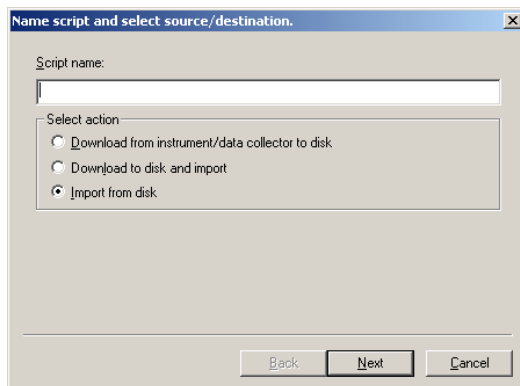 Name script and select source/destination.
Script name:
Select action
Download from instrument/data collector to disk
Download to disk and import
Import from disk
Back
Next
Cancel